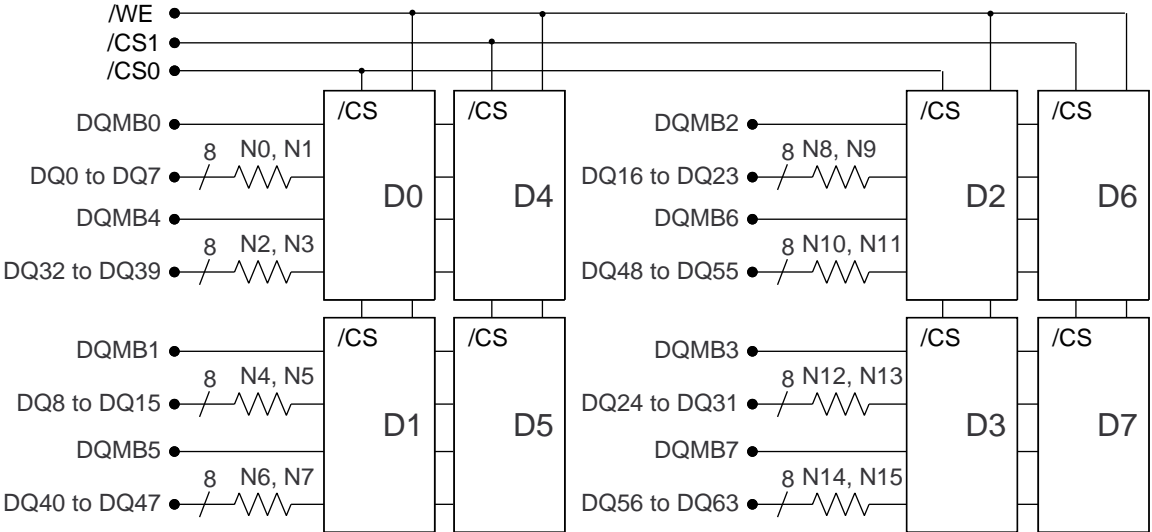 /WE
/CS1
/CS0
/CS /CS /CS /CS
DQMB0 DQMB2
8 N0, N1 8 N8, N9
DQ0 to DQ7 D0 D4 DQ16 to DQ23 D2 D6
DQMB4 DQMB6
8 N2, N3 8 N10, N11
DQ32 to DQ39 DQ48 to DQ55
/CS /CS /CS /CS
DQMB1 DQMB3
8 N4, N5 8 N12, N13
DQ8 to DQ15 D1 D5 DQ24 to DQ31 D3 D7
DQMB5 DQMB7
8 N6, N7 8 N14, N15
DQ40 to DQ47 DQ56 to DQ63